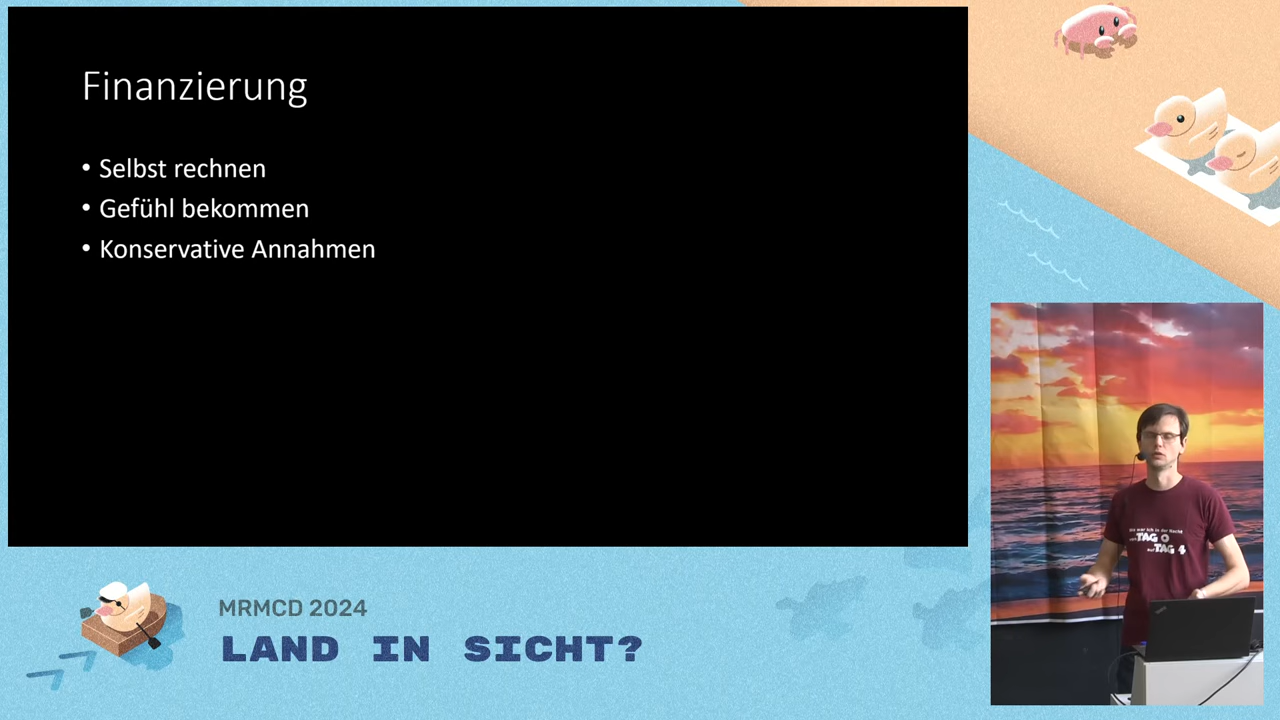 Finanzierung
• Selbst rechnen
• Gefühl bekommen
• Konservative Annahmen
MRMCD 2024
LAND IN SICHT?
TAG 0
TAG 4